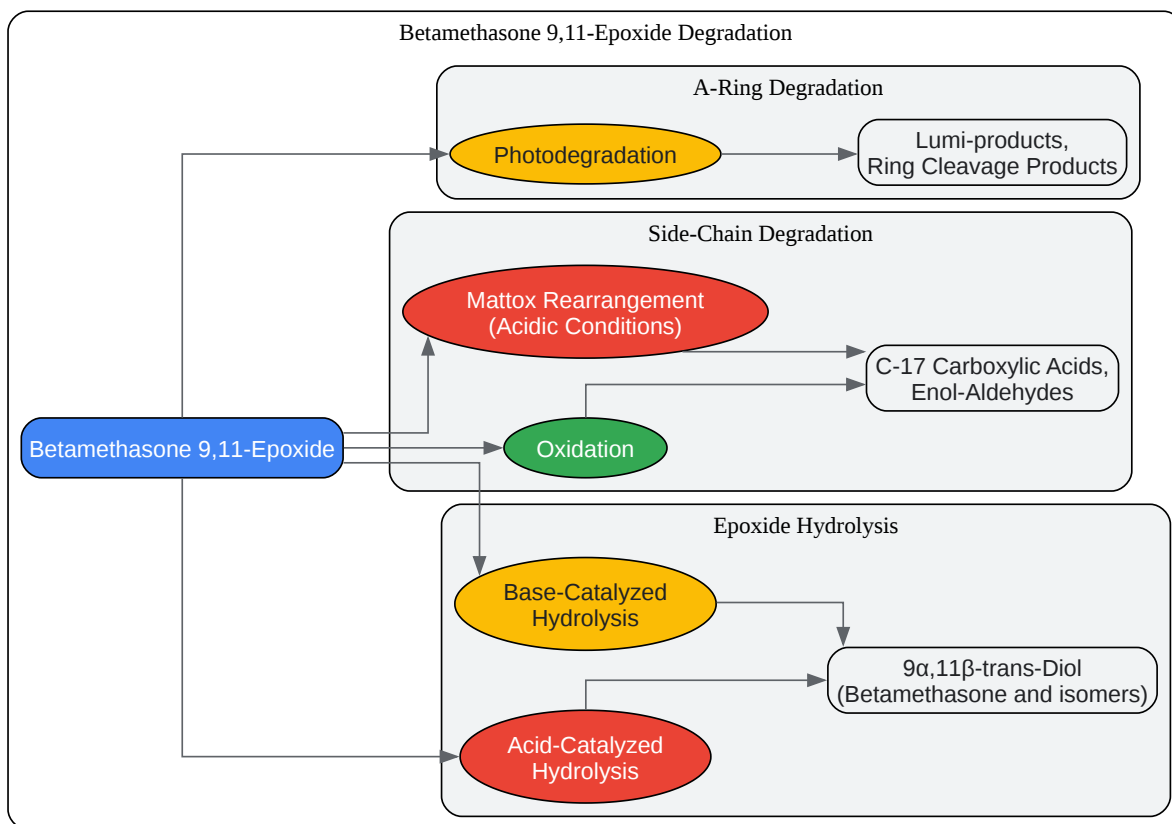 Betamethasone 9,11-Epoxide Degradation
A-Ring Degradation
Photodegradation
Lumi-products,
Ring Cleavage Products
Side-Chain Degradation
Mattox Rearrangement
(Acidic Conditions)
C-17 Carboxylic Acids,
Enol-Aldehydes
Betamethasone 9,11-Epoxide
Oxidation
Epoxide Hydrolysis
Base-Catalyzed
Hydrolysis
9α,11β-trans-Diol
(Betamethasone and isomers)
Acid-Catalyzed
Hydrolysis